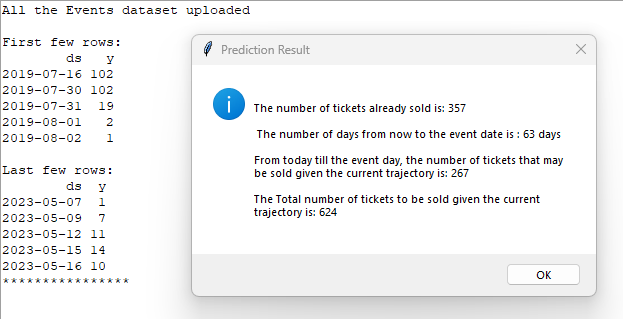 All the Events dataset uploaded
First few rows:
ds y
2019-07-16 102
2019-07-30 102
2019-07-31 19
2019-08-01 2
2019-08-02 1
Last few rows:
ds y
2023-05-07 1
2023-05-09 7
2023-05-12 11
2023-05-15 14
2023-05-16 10
****************
Prediction Result
The number of tickets already sold is: 357
The number of days from now to the event date is : 63 days
From today till the event day, the number of tickets that may
be sold given the current trajectory is: 267
The Total number of tickets to be sold given the current
trajectory is: 624
OK